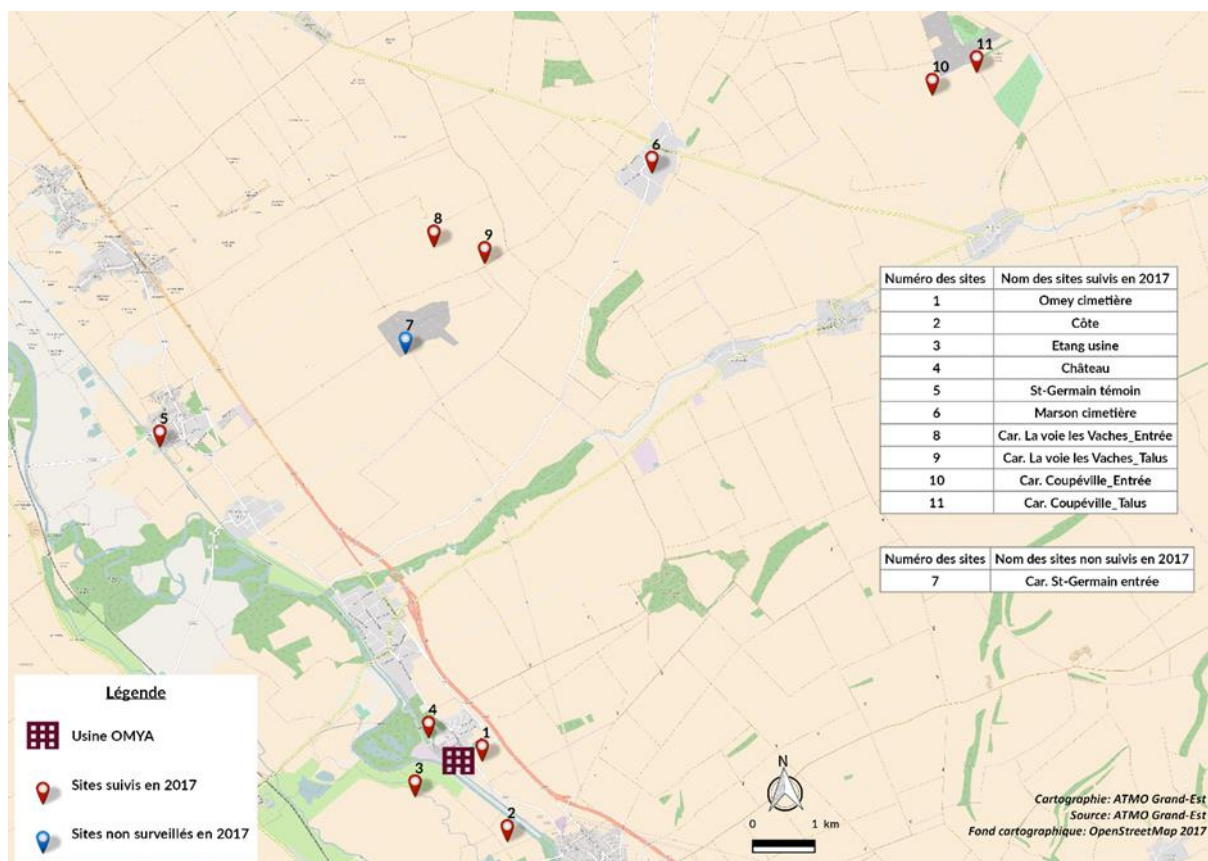 11
10
6
8
9
7
5
4
1
3
2
Numéro des sites Nom des sites suivis en 2017
1 Omey cimetière
2 Côte
3 Etang usine
4 Château
5 St-Germain témoin
6 Marson cimetière
8 Car. La voie les Vaches_Entrée
9 Car. La voie les Vaches_Talus
10 Car. Coupéville_Entrée
11 Car. Coupéville_Talus
Numéro des sites Nom des sites non suivis en 2017
7 Car. St-Germain entrée
Légende
Usine OMYA
Sites suivis en 2017
Sites non surveillés en 2017
N
0 1 km
Cartographie: ATMO Grand-Est
Source: ATMO Grand-Est
Fond cartographique: OpenStreetMap 2017